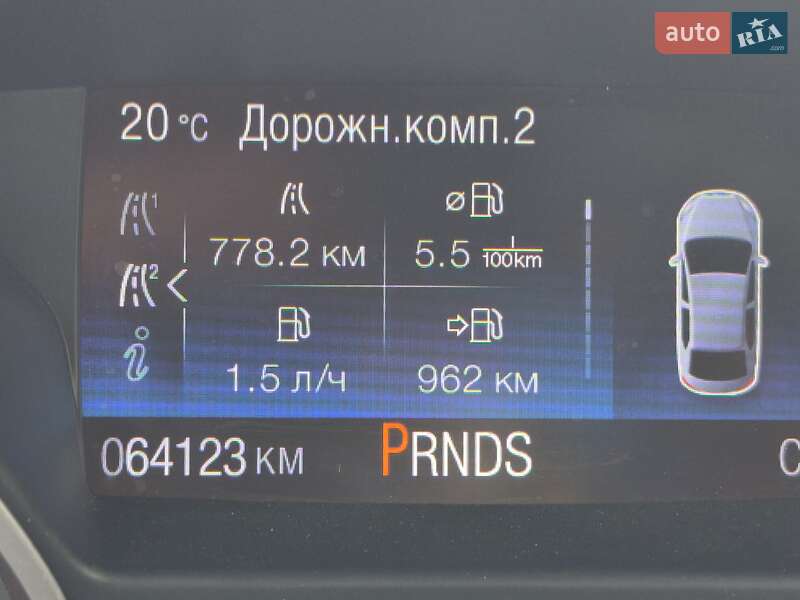 auto RIA .com
20 °C Дорожн.комп.2
1
778.2 км
5.5 l/100km
2
1.5 л/ч
962 км
064123 км
PRNDS
C